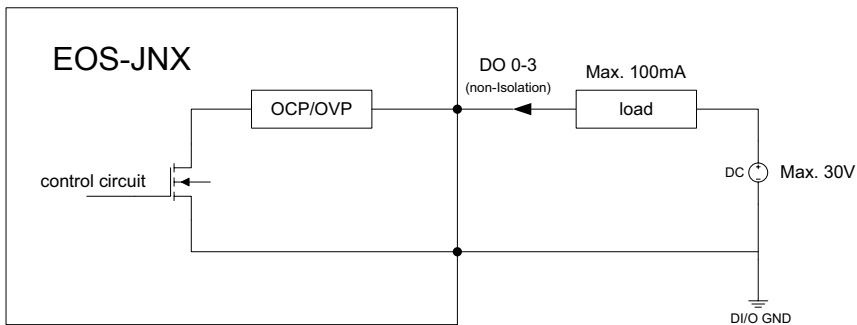 EOS-JNX
DO 0-3
(non-Isolation)
Max. 100mA
OCP/OVP
load
control circuit
DC
+
-
Max. 30V
DI/O GND